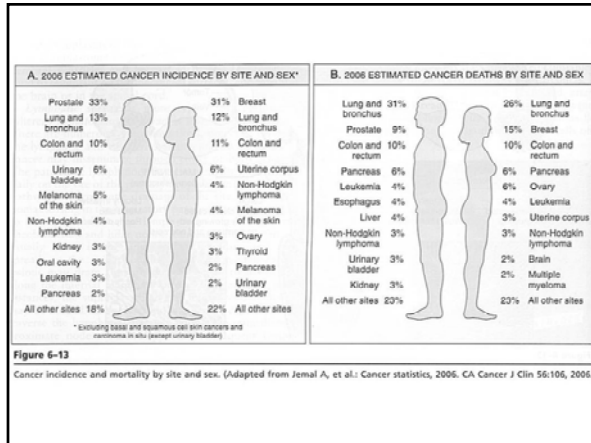 A. 2006 ESTIMATED CANCER INCIDENCE BY SITE AND SEX*
Prostate 33%
Lung and 13%
bronchus
Colon and 10%
rectum
Urinary 6%
bladder
Melanoma 5%
of the skin
Non-Hodgkin 4%
lymphoma
Kidney 3%
Oral cavity 3%
Leukemia 3%
Pancreas 2%
All other sites 18%
31% Breast
12% Lung and
bronchus
11% Colon and
rectum
6% Uterine corpus
4% Non-Hodgkin
lymphoma
4% Melanoma
of the skin
3% Ovary
3% Thyroid
2% Pancreas
2% Urinary
bladder
22% All other sites
* Excluding basal and squamous cell skin cancers and
carcinoma in situ (except urinary bladder)
B. 2006 ESTIMATED CANCER DEATHS BY SITE AND SEX
Lung and 31%
bronchus
Prostate 9%
Colon and 10%
rectum
Pancreas 6%
Leukemia 4%
Esophagus 4%
Liver 4%
Non-Hodgkin 3%
lymphoma
Urinary 3%
bladder
Kidney 3%
All other sites 23%
26% Lung and
bronchus
15% Breast
10% Colon and
rectum
6% Pancreas
6% Ovary
4% Leukemia
3% Uterine corpus
3% Non-Hodgkin
lymphoma
2% Brain
2% Multiple
myeloma
23% All other sites
Figure 6–13
Cancer incidence and mortality by site and sex. (Adapted from Jemal A, et al.: Cancer statistics, 2006. CA Cancer J Clin 56:106, 2006